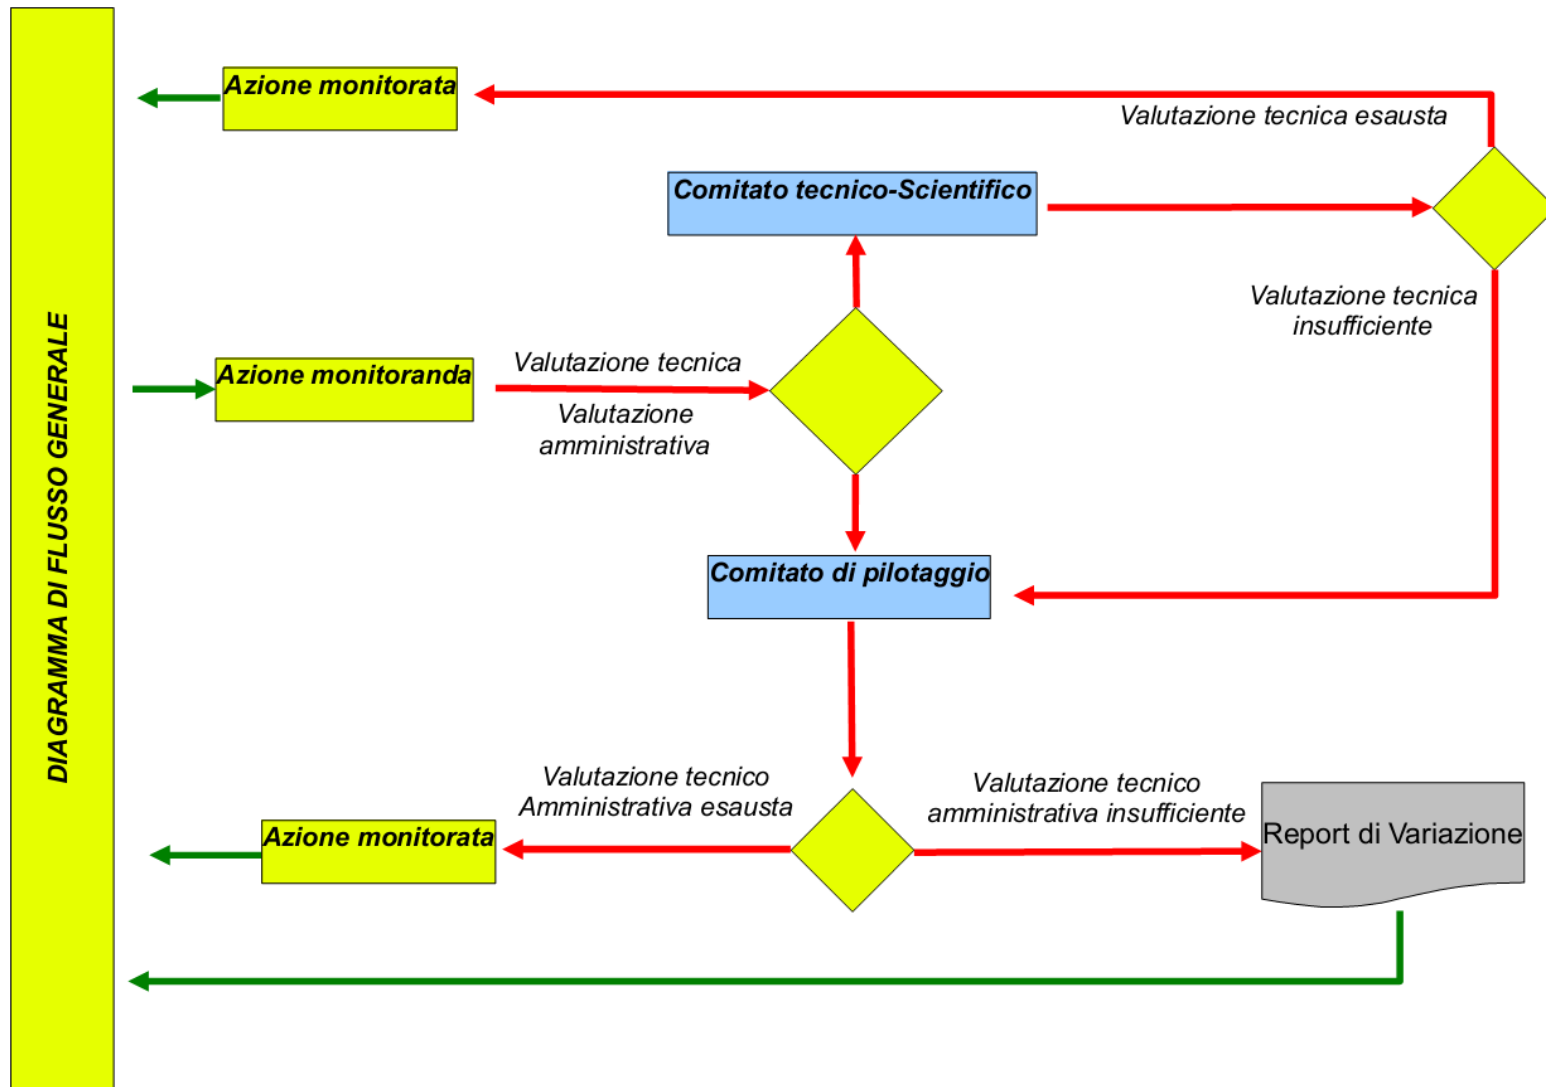 DIAGRAMMA DI FLUSSO GENERALE
Azione monitorata
Valutazione tecnica esausta
Comitato tecnico-Scientifico
Valutazione tecnica
insufficiente
Azione monitoranda
Valutazione tecnica
Valutazione
amministrativa
Comitato di pilotaggio
Valutazione tecnico
Amministrativa esausta
Valutazione tecnico
amministrativa insufficiente
Azione monitorata
Report di Variazione